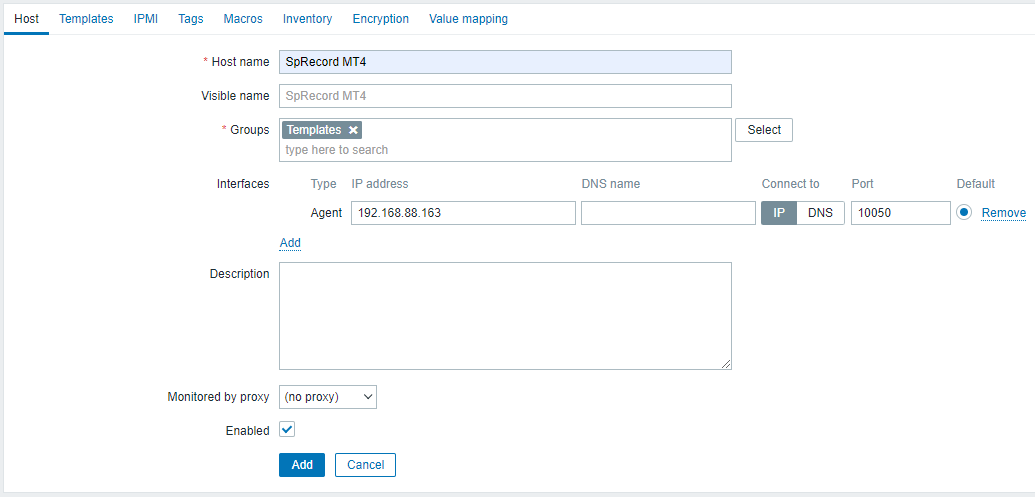 Host Templates IPMI Tags Macros Inventory Encryption Value mapping
* Host name SpRecord MT4
Visible name SpRecord MT4
* Groups Templates Select
type here to search
Interfaces Type IP address DNS name Connect to Port Default
Agent 192.168.88.163 IP DNS 10050 Remove
Add
Description
Monitored by proxy (no proxy)
Enabled
Add Cancel